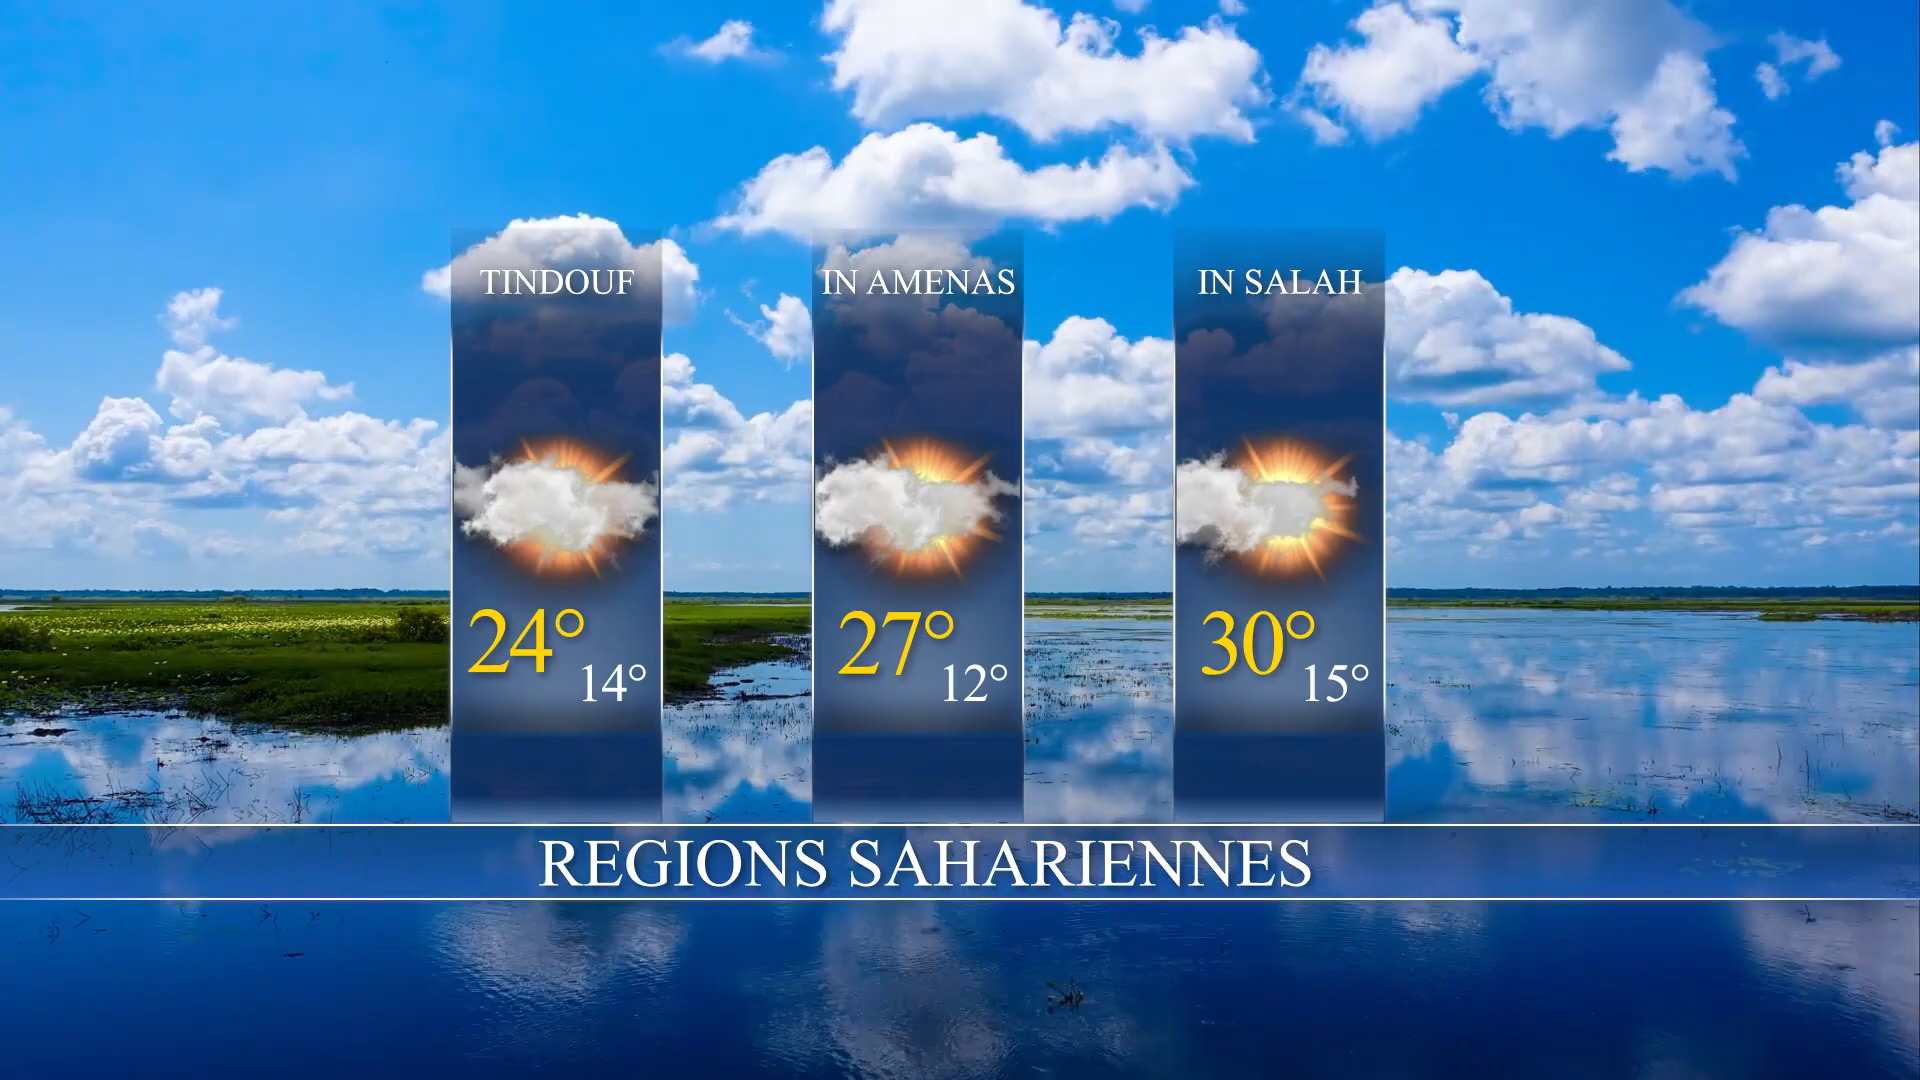 TINDOUF
24°
14°
IN AMENAS
27°
12°
IN SALAH
30°
15°
REGIONS SAHARIENNES